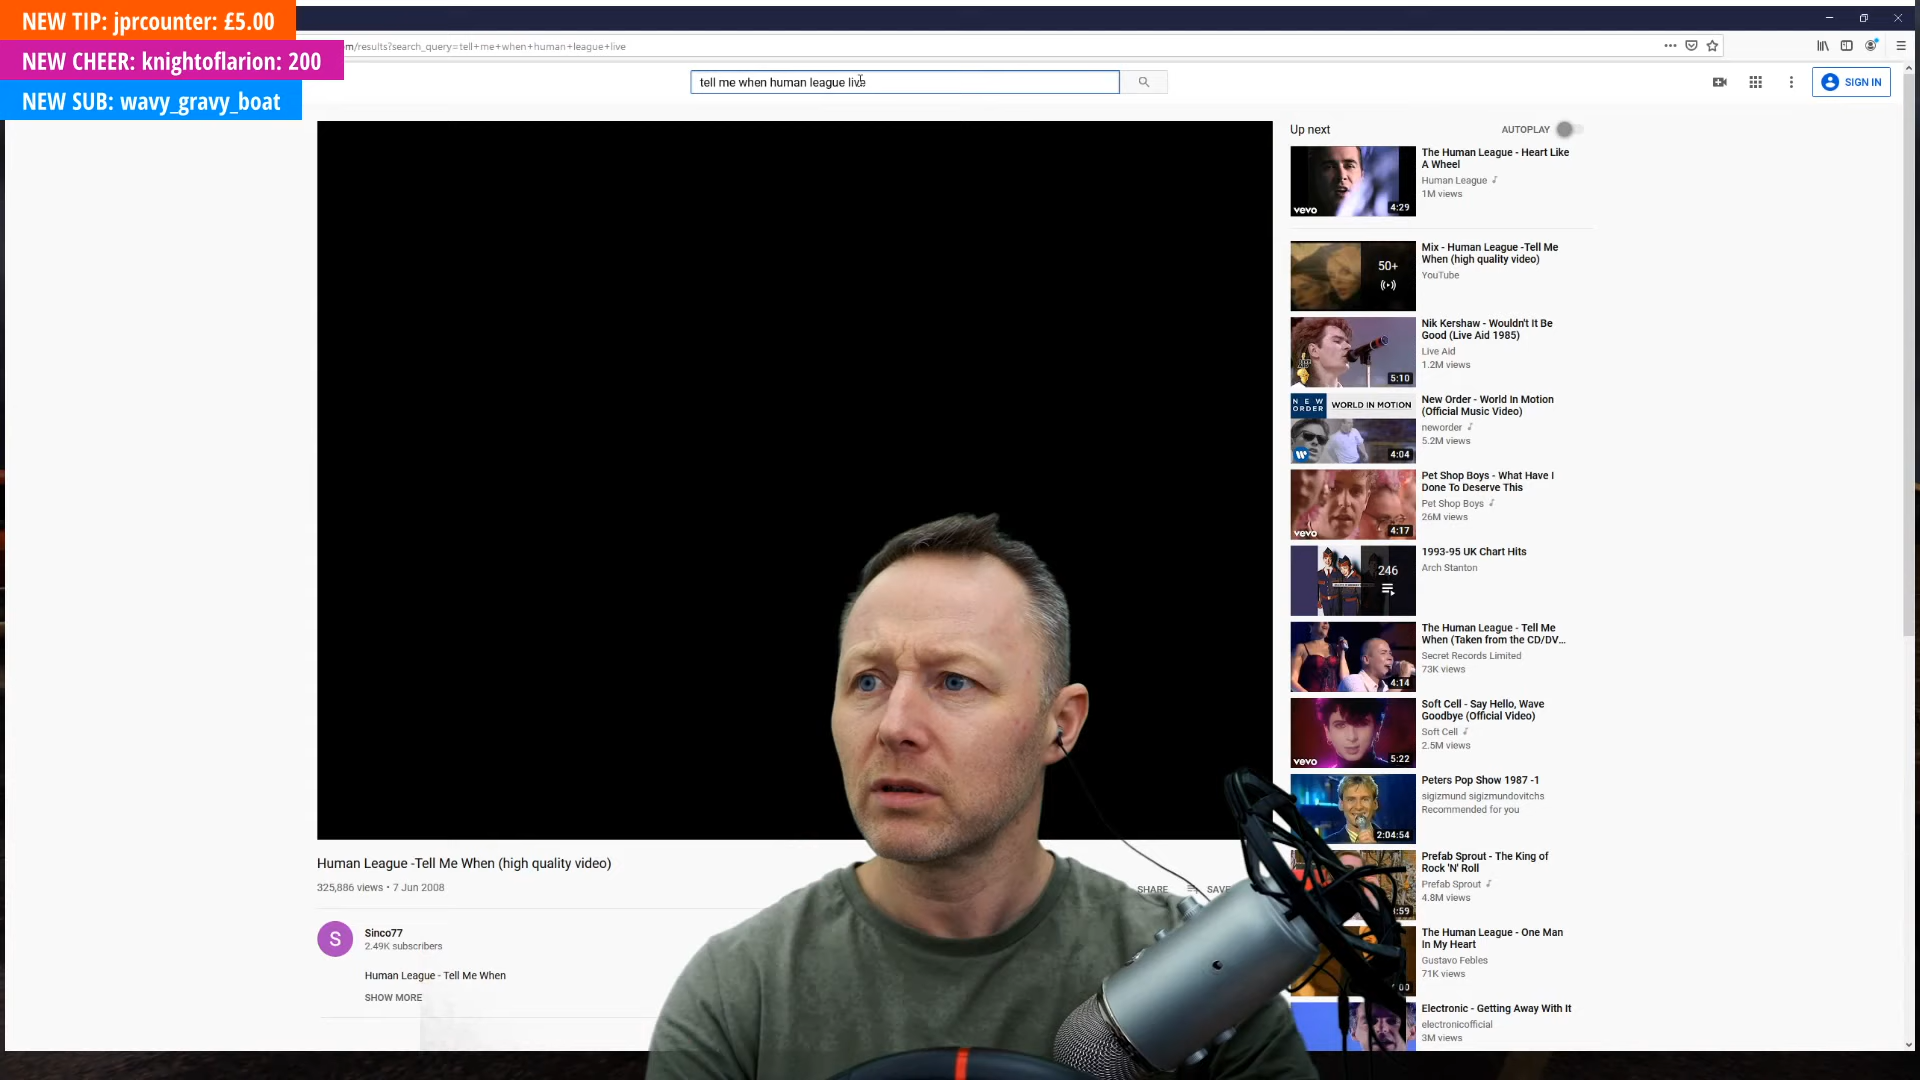 NEW TIP: jprcounter: £5.00
NEW CHEER: knightoflarion: 200
NEW SUB: wavy_gravy_boat
om/results?search_query=tell+me+when+human+league+live
tell me when human league live
SIGN IN
Up next
AUTOPLAY
The Human League - Heart Like
A Wheel
Human League
1M views
vevo
4:29
Mix - Human League -Tell Me
When (high quality video)
YouTube
50+
Nik Kershaw - Wouldn't It Be
Good (Live Aid 1985)
Live Aid
1.2M views
5:10
NEW
ORDER
WORLD IN MOTION
New Order - World In Motion
(Official Music Video)
neworder
5.2M views
4:04
Pet Shop Boys - What Have I
Done To Deserve This
Pet Shop Boys
26M views
vevo
4:17
1993-95 UK Chart Hits
Arch Stanton
246
The Human League - Tell Me
When (Taken from the CD/DV...
Secret Records Limited
73K views
4:14
Soft Cell - Say Hello, Wave
Goodbye (Official Video)
Soft Cell
2.5M views
vevo
5:22
Peters Pop Show 1987 -1
sigizmund sigizmundovitchs
Recommended for you
2:04:54
Prefab Sprout - The King of
Rock 'N' Roll
Prefab Sprout
4.8M views
:59
The Human League - One Man
In My Heart
Gustavo Febles
71K views
:00
Electronic - Getting Away With It
electronicofficial
3M views
Human League -Tell Me When (high quality video)
325,886 views • 7 Jun 2008
SHARE
SAVE
S
Sinco77
2.49K subscribers
Human League - Tell Me When
SHOW MORE